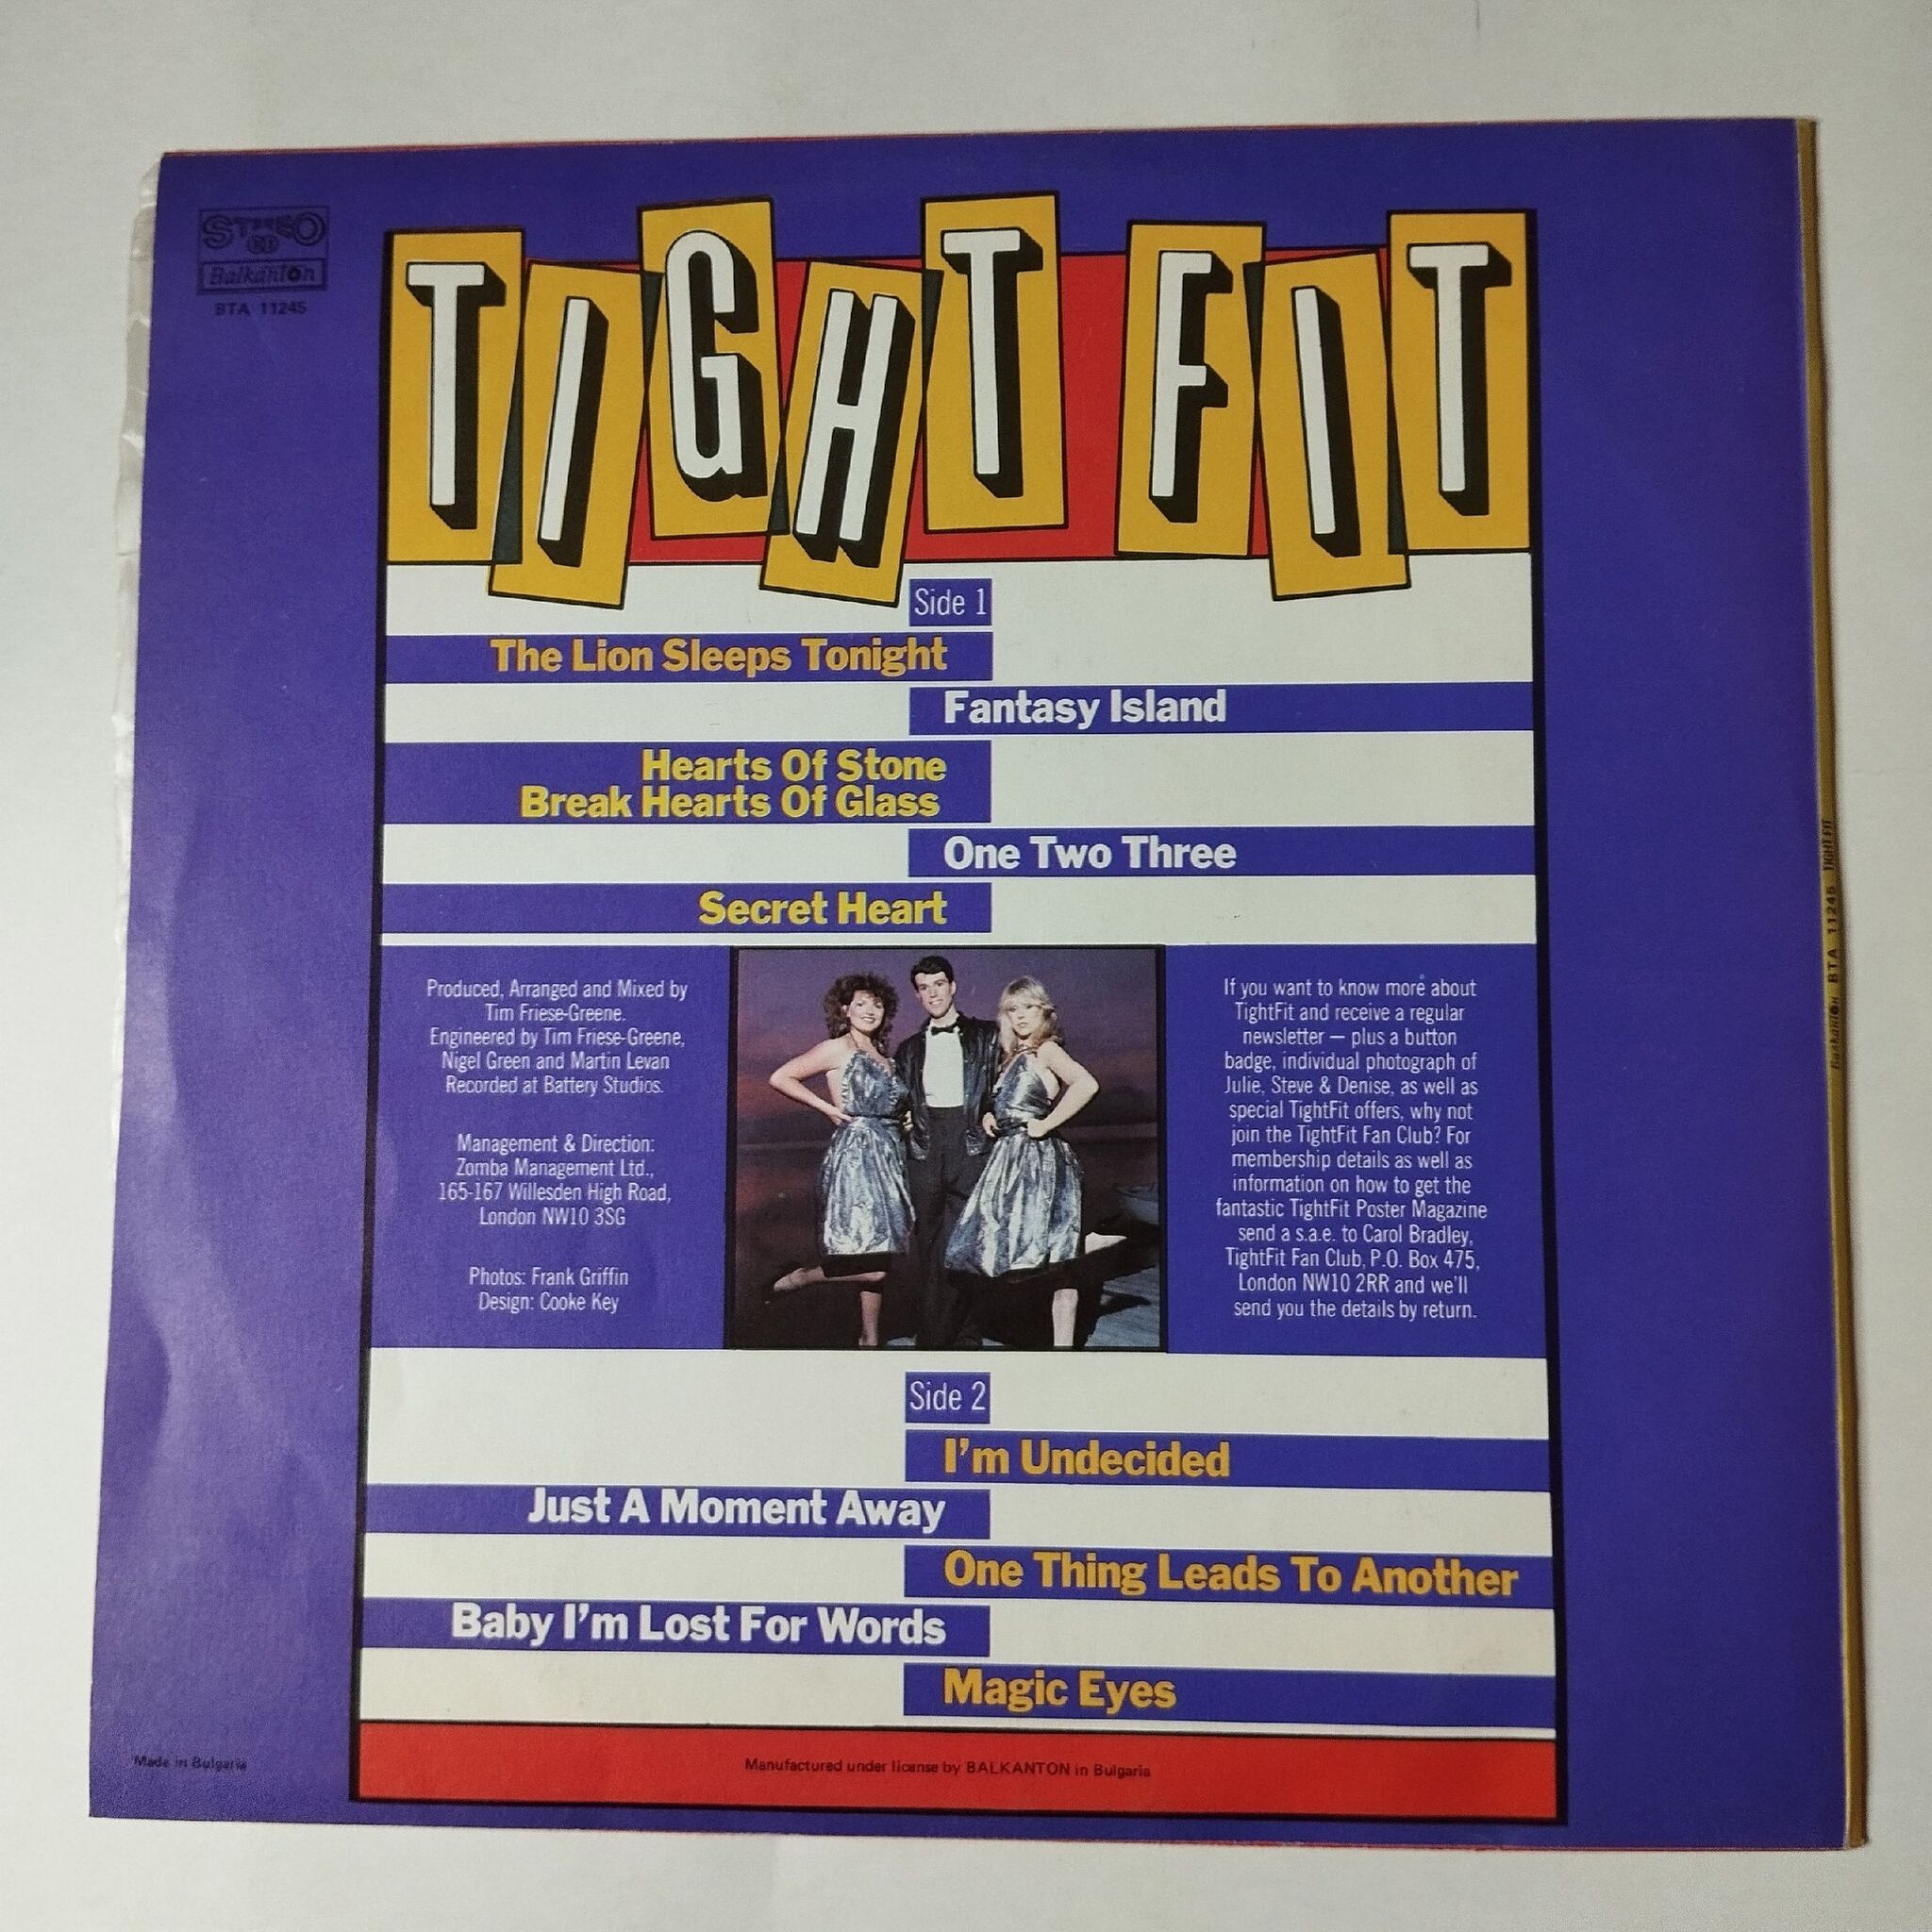 STEREO
Balkanton
BTA 11245
TIGHT FIT
Side 1
The Lion Sleeps Tonight
Fantasy Island
Hearts Of Stone
Break Hearts Of Glass
One Two Three
Secret Heart
Produced, Arranged and Mixed by
Tim Friese-Greene.
Engineered by Tim Friese-Greene,
Nigel Green and Martin Levan
Recorded at Battery Studios.
Management & Direction:
Zomba Management Ltd.,
165-167 Willesden High Road,
London NW10 3SG
Photos: Frank Griffin
Design: Cooke Key
If you want to know more about
TightFit and receive a regular
newsletter — plus a button
badge, individual photograph of
Julie, Steve & Denise, as well as
special TightFit offers, why not
join the TightFit Fan Club? For
membership details as well as
information on how to get the
fantastic TightFit Poster Magazine
send a s.a.e. to Carol Bradley,
TightFit Fan Club, P.O. Box 475,
London NW10 2RR and we'll
send you the details by return.
Side 2
I'm Undecided
Just A Moment Away
One Thing Leads To Another
Baby I'm Lost For Words
Magic Eyes
Made in Bulgaria
Manufactured under license by BALKANTON in Bulgaria
Balkanton BTA 11245 TIGHT FIT